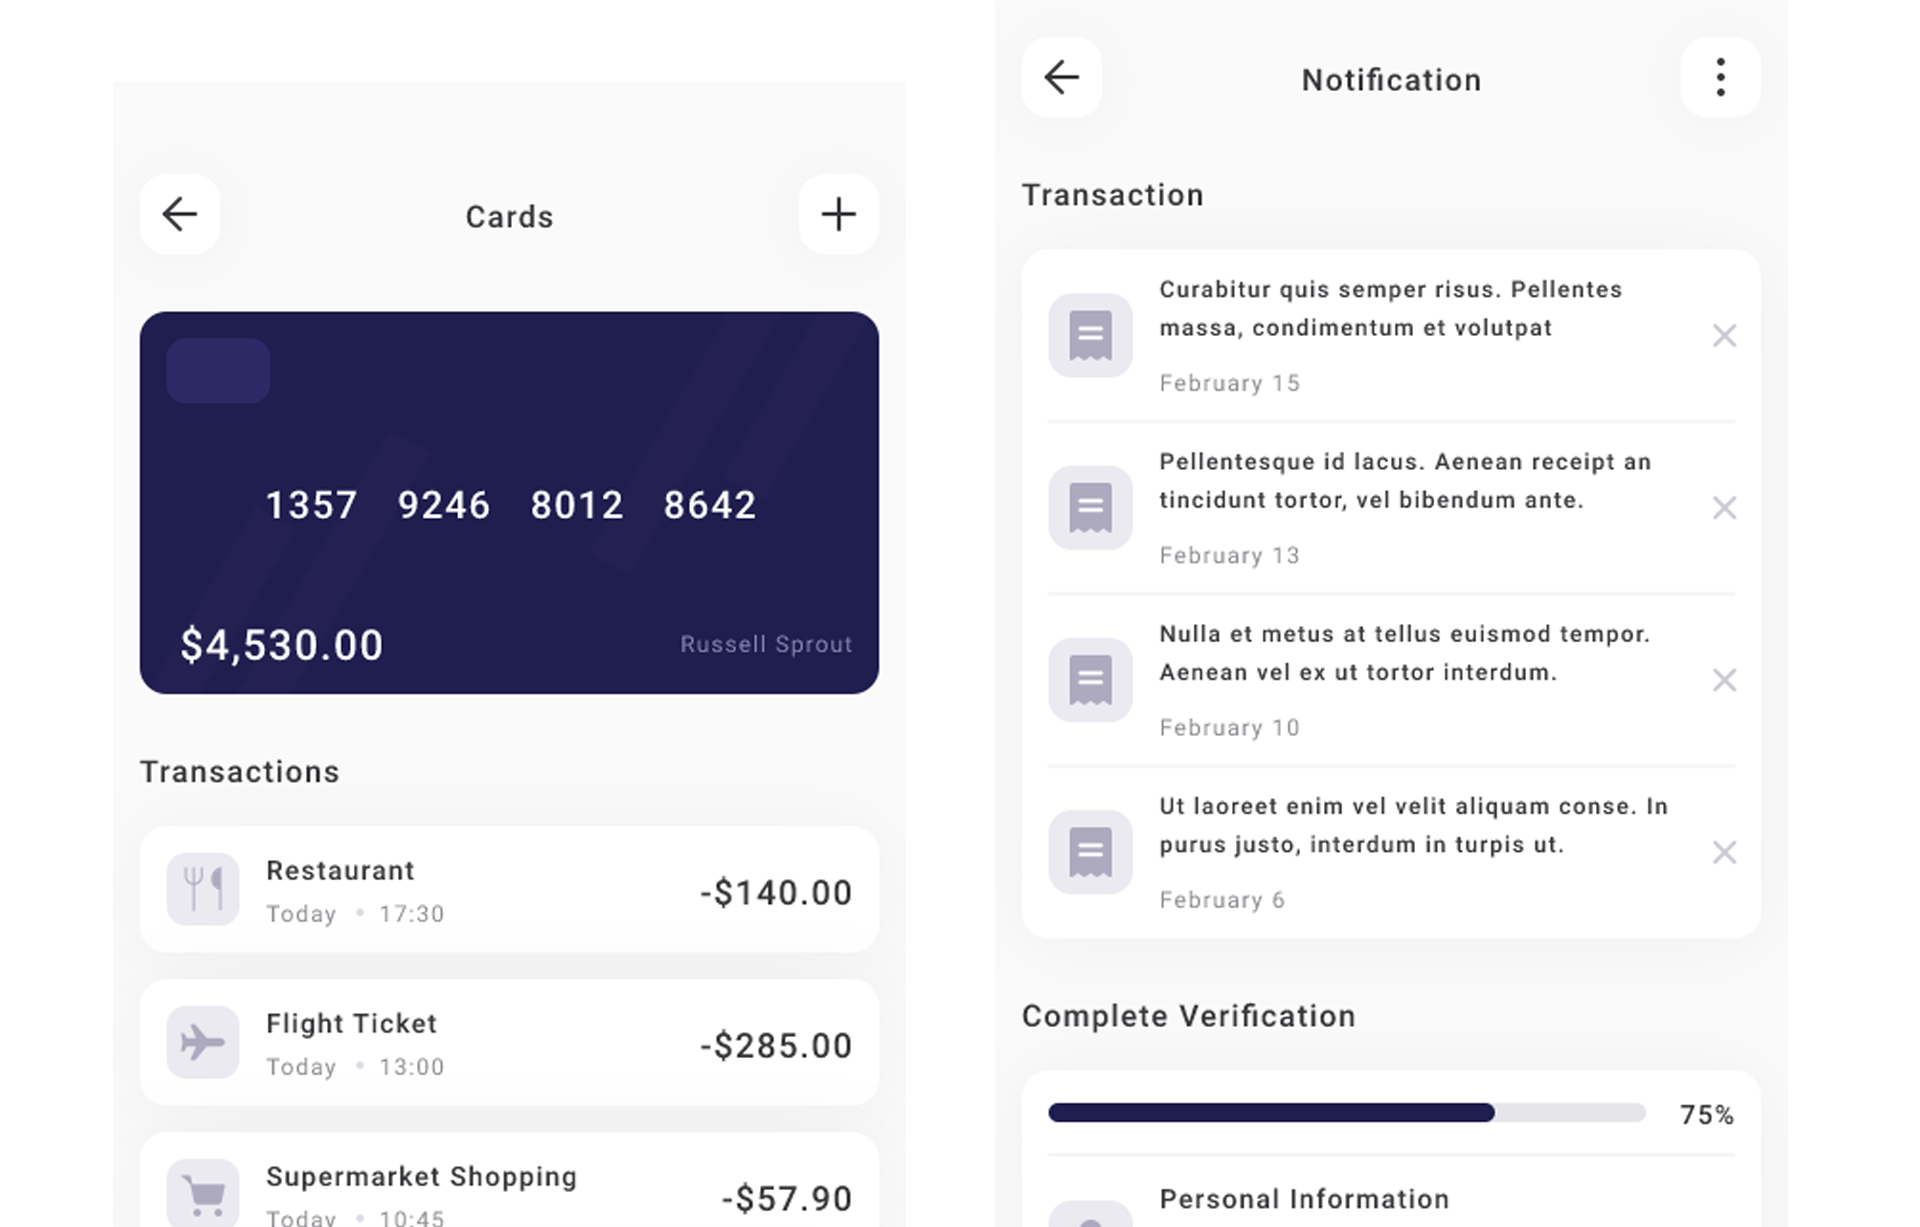 Cards
1357 9246 8012 8642
$4,530.00
Russell Sprout
Transactions
Restaurant
Today • 17:30
-$140.00
Flight Ticket
Today • 13:00
-$285.00
Supermarket Shopping
Today • 10:45
-$57.90
Notification
Transaction
Curabitur quis semper risus. Pellentes
massa, condimentum et volutpat
February 15
Pellentesque id lacus. Aenean receipt an
tincidunt tortor, vel bibendum ante.
February 13
Nulla et metus at tellus euismod tempor.
Aenean vel ex ut tortor interdum.
February 10
Ut laoreet enim vel velit aliquam conse. In
purus justo, interdum in turpis ut.
February 6
Complete Verification
75%
Personal Information